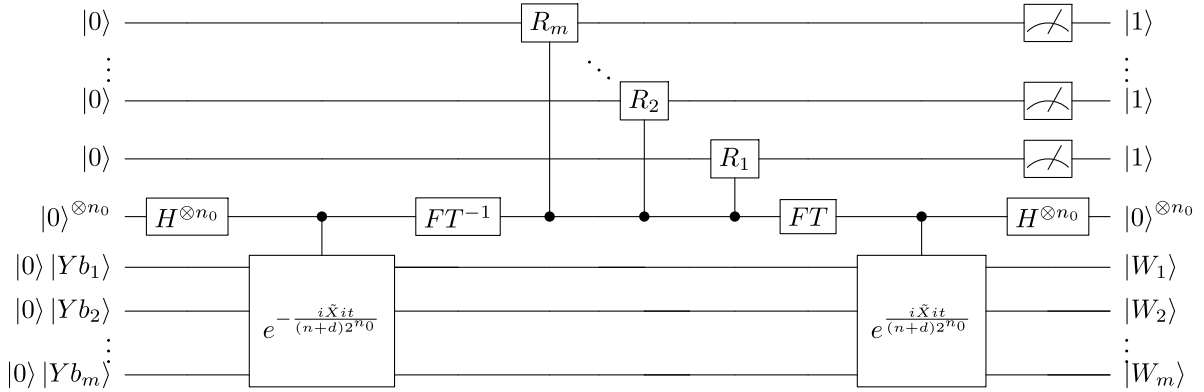 |0⟩ R_m |1⟩
⋮ ⋱ ⋮
|0⟩ R_2 |1⟩
|0⟩ R_1 |1⟩
|0⟩^{⊗n_0} H^{⊗n_0} FT^{-1} FT H^{⊗n_0} |0⟩^{⊗n_0}
|0⟩|Yb_1⟩ |W_1⟩
|0⟩|Yb_2⟩ e^{-\frac{i\tilde{X}it}{(n+d)2^{n_0}}} e^{\frac{i\tilde{X}it}{(n+d)2^{n_0}}} |W_2⟩
⋮ ⋮
|0⟩|Yb_m⟩ |W_m⟩